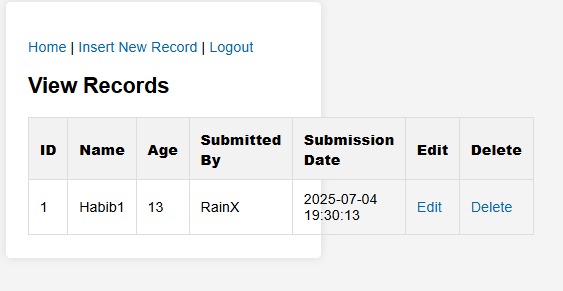 Home | Insert New Record | Logout
View Records
ID Name Age Submitted By Submission Date Edit Delete
1 Habib1 13 RainX 2025-07-04 19:30:13 Edit Delete